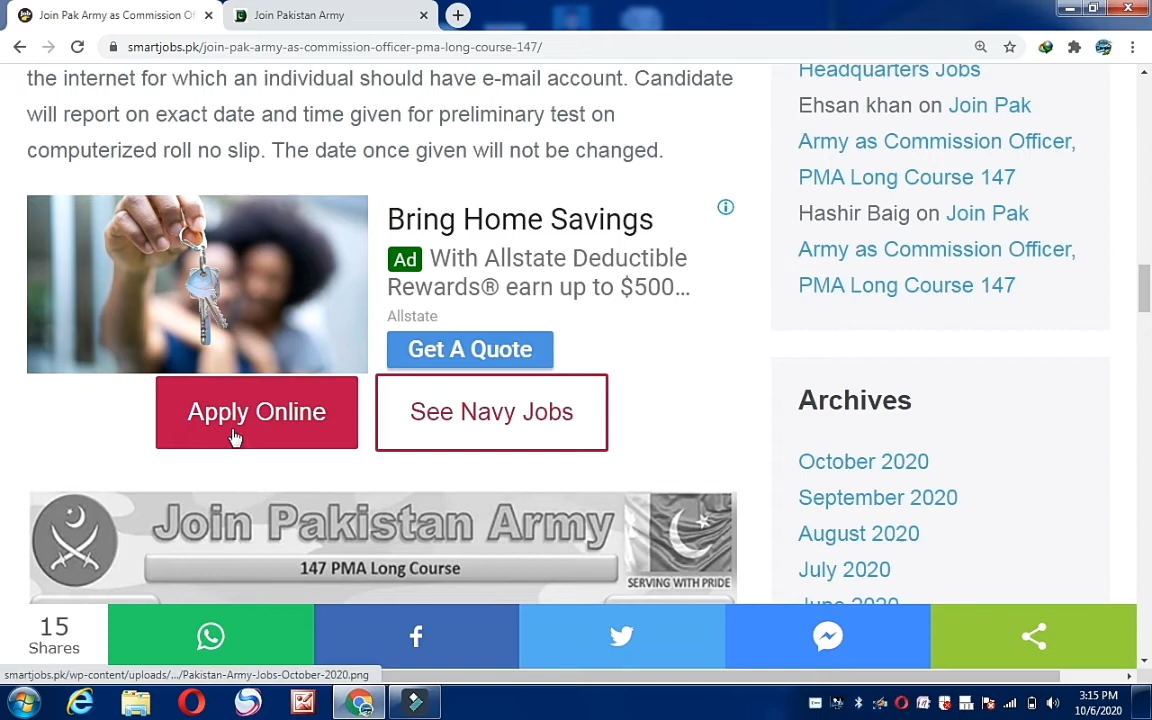 Join Pak Army as Commission Of
Join Pakistan Army
smartjobs.pk/join-pak-army-as-commission-officer-pma-long-course-147/
the internet for which an individual should have e-mail account. Candidate
will report on exact date and time given for preliminary test on
computerized roll no slip. The date once given will not be changed.
Bring Home Savings
Ad With Allstate Deductible
Rewards® earn up to $500...
Allstate
Get A Quote
Apply Online
See Navy Jobs
Join Pakistan Army
147 PMA Long Course
SERVING WITH PRIDE
Headquarters Jobs
Ehsan khan on Join Pak
Army as Commission Officer,
PMA Long Course 147
Hashir Baig on Join Pak
Army as Commission Officer,
PMA Long Course 147
Archives
October 2020
September 2020
August 2020
July 2020
June 2020
15
Shares
smartjobs.pk/wp-content/uploads/.../Pakistan-Army-Jobs-October-2020.png
3:15 PM
10/6/2020